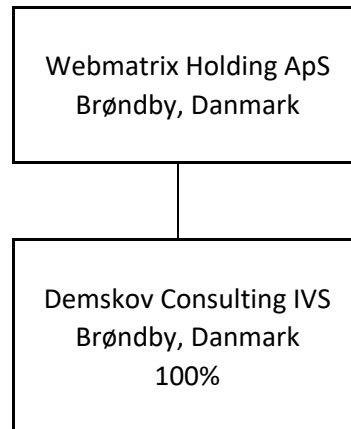 Webmatrix Holding ApS
Brøndby, Danmark
Demskov Consulting IVS
Brøndby, Danmark
100%